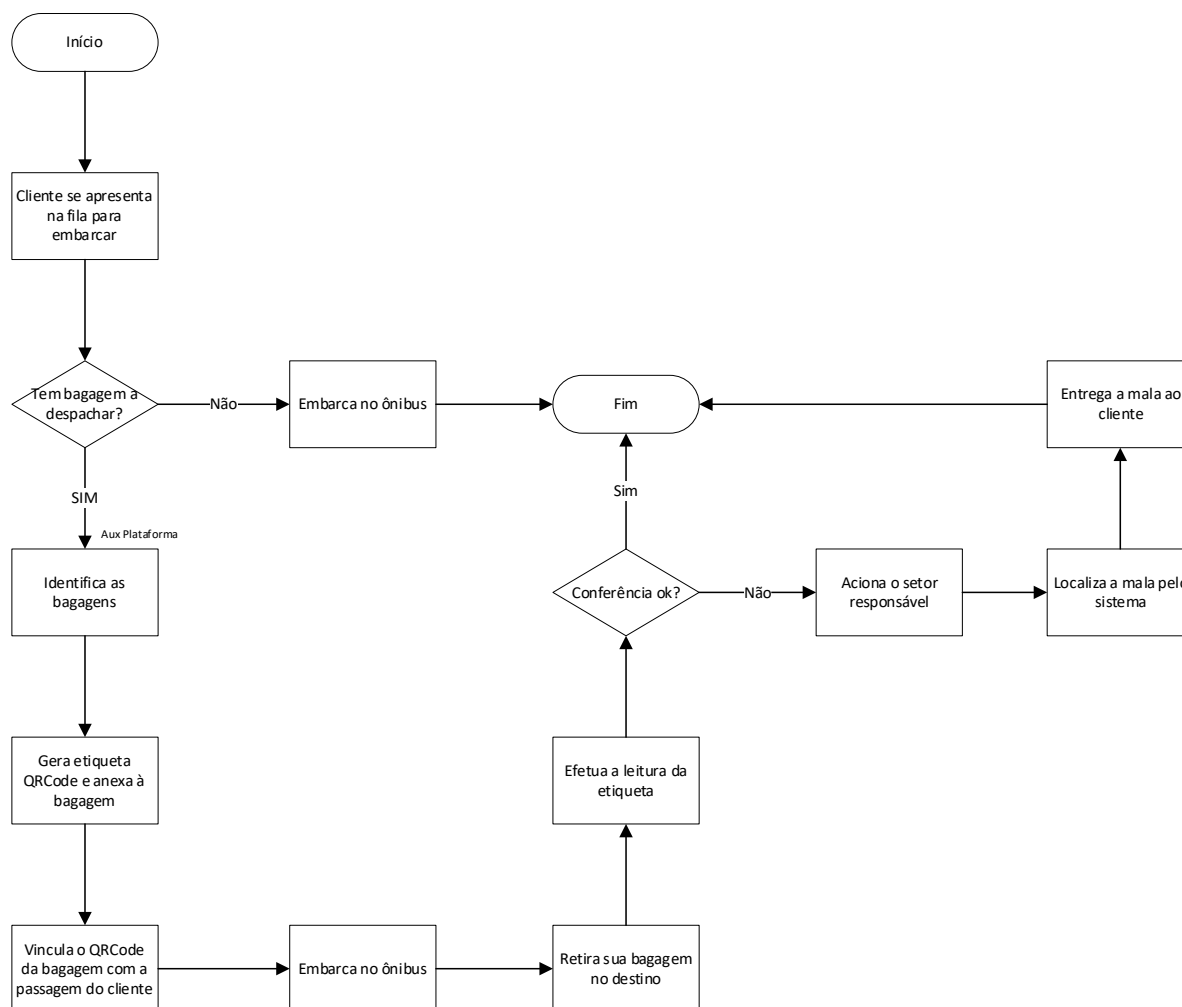 Início
Cliente se apresenta
na fila para
embarcar
Tem bagagem a
despachar?
Não
Embarca no ônibus
Fim
Entrega a mala ao
cliente
SIM
Sim
Aux Plataforma
Identifica as
bagagens
Conferência ok?
Não
Aciona o setor
responsável
Localiza a mala pelo
sistema
Gera etiqueta
QRCode e anexa à
bagagem
Efetua a leitura da
etiqueta
Vincula o QRCode
da bagagem com a
passagem do cliente
Embarca no ônibus
Retira sua bagagem
no destino